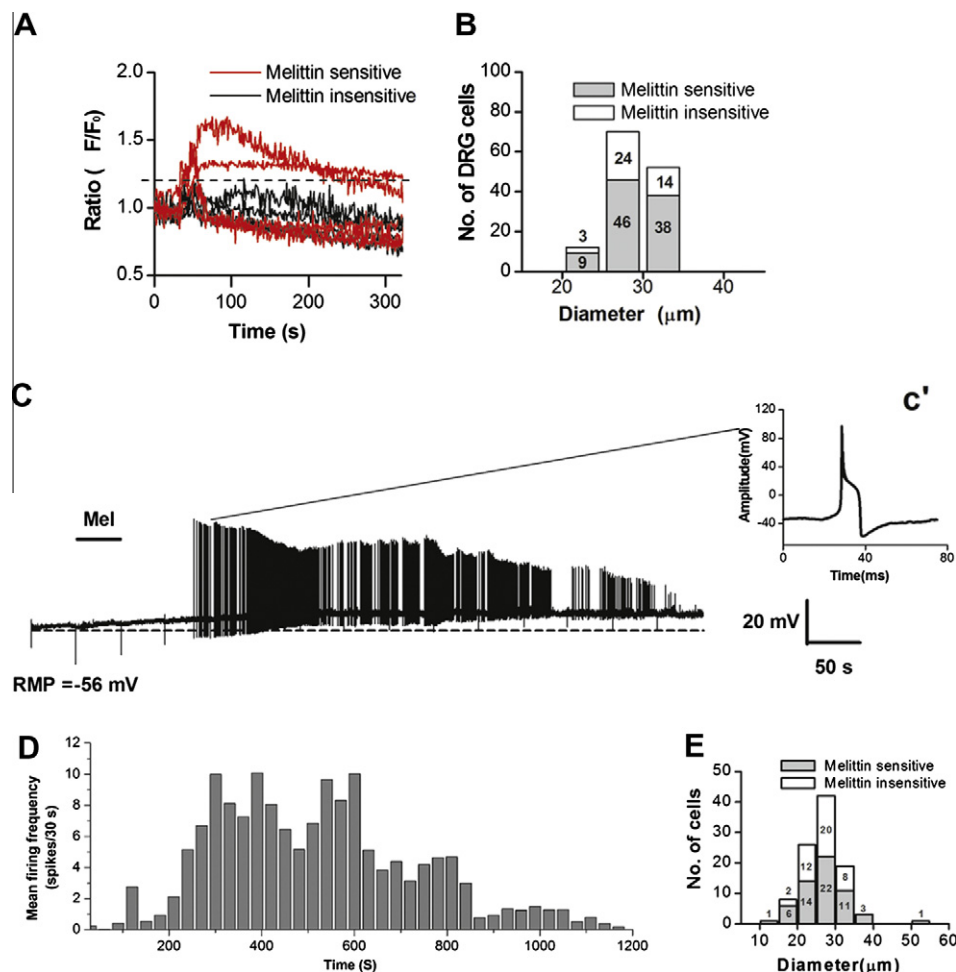 A
Melittin sensitive
Melittin insensitive
Ratio ( F/F₀)
2.0
1.5
1.0
0.5
0 100 200 300
Time (s)
B
Melittin sensitive
Melittin insensitive
No. of DRG cells
100
80
60
40
20
0
3
9
24
46
14
38
20 30 40
Diameter (μm)
C
Mel
RMP =-56 mV
c'
Amplitude(mV)
120
80
40
0
-40
0 40 80
Time(ms)
20 mV
50 s
D
Mean firing frequency
(spikes/30 s)
12
10
8
6
4
2
0
200 400 600 800 1000 1200
Time (S)
E
Melittin sensitive
Melittin insensitive
No. of cells
50
40
30
20
10
0
1
2
6
12
14
20
22
8
11
3
1
10 20 30 40 50 60
Diameter(μm)